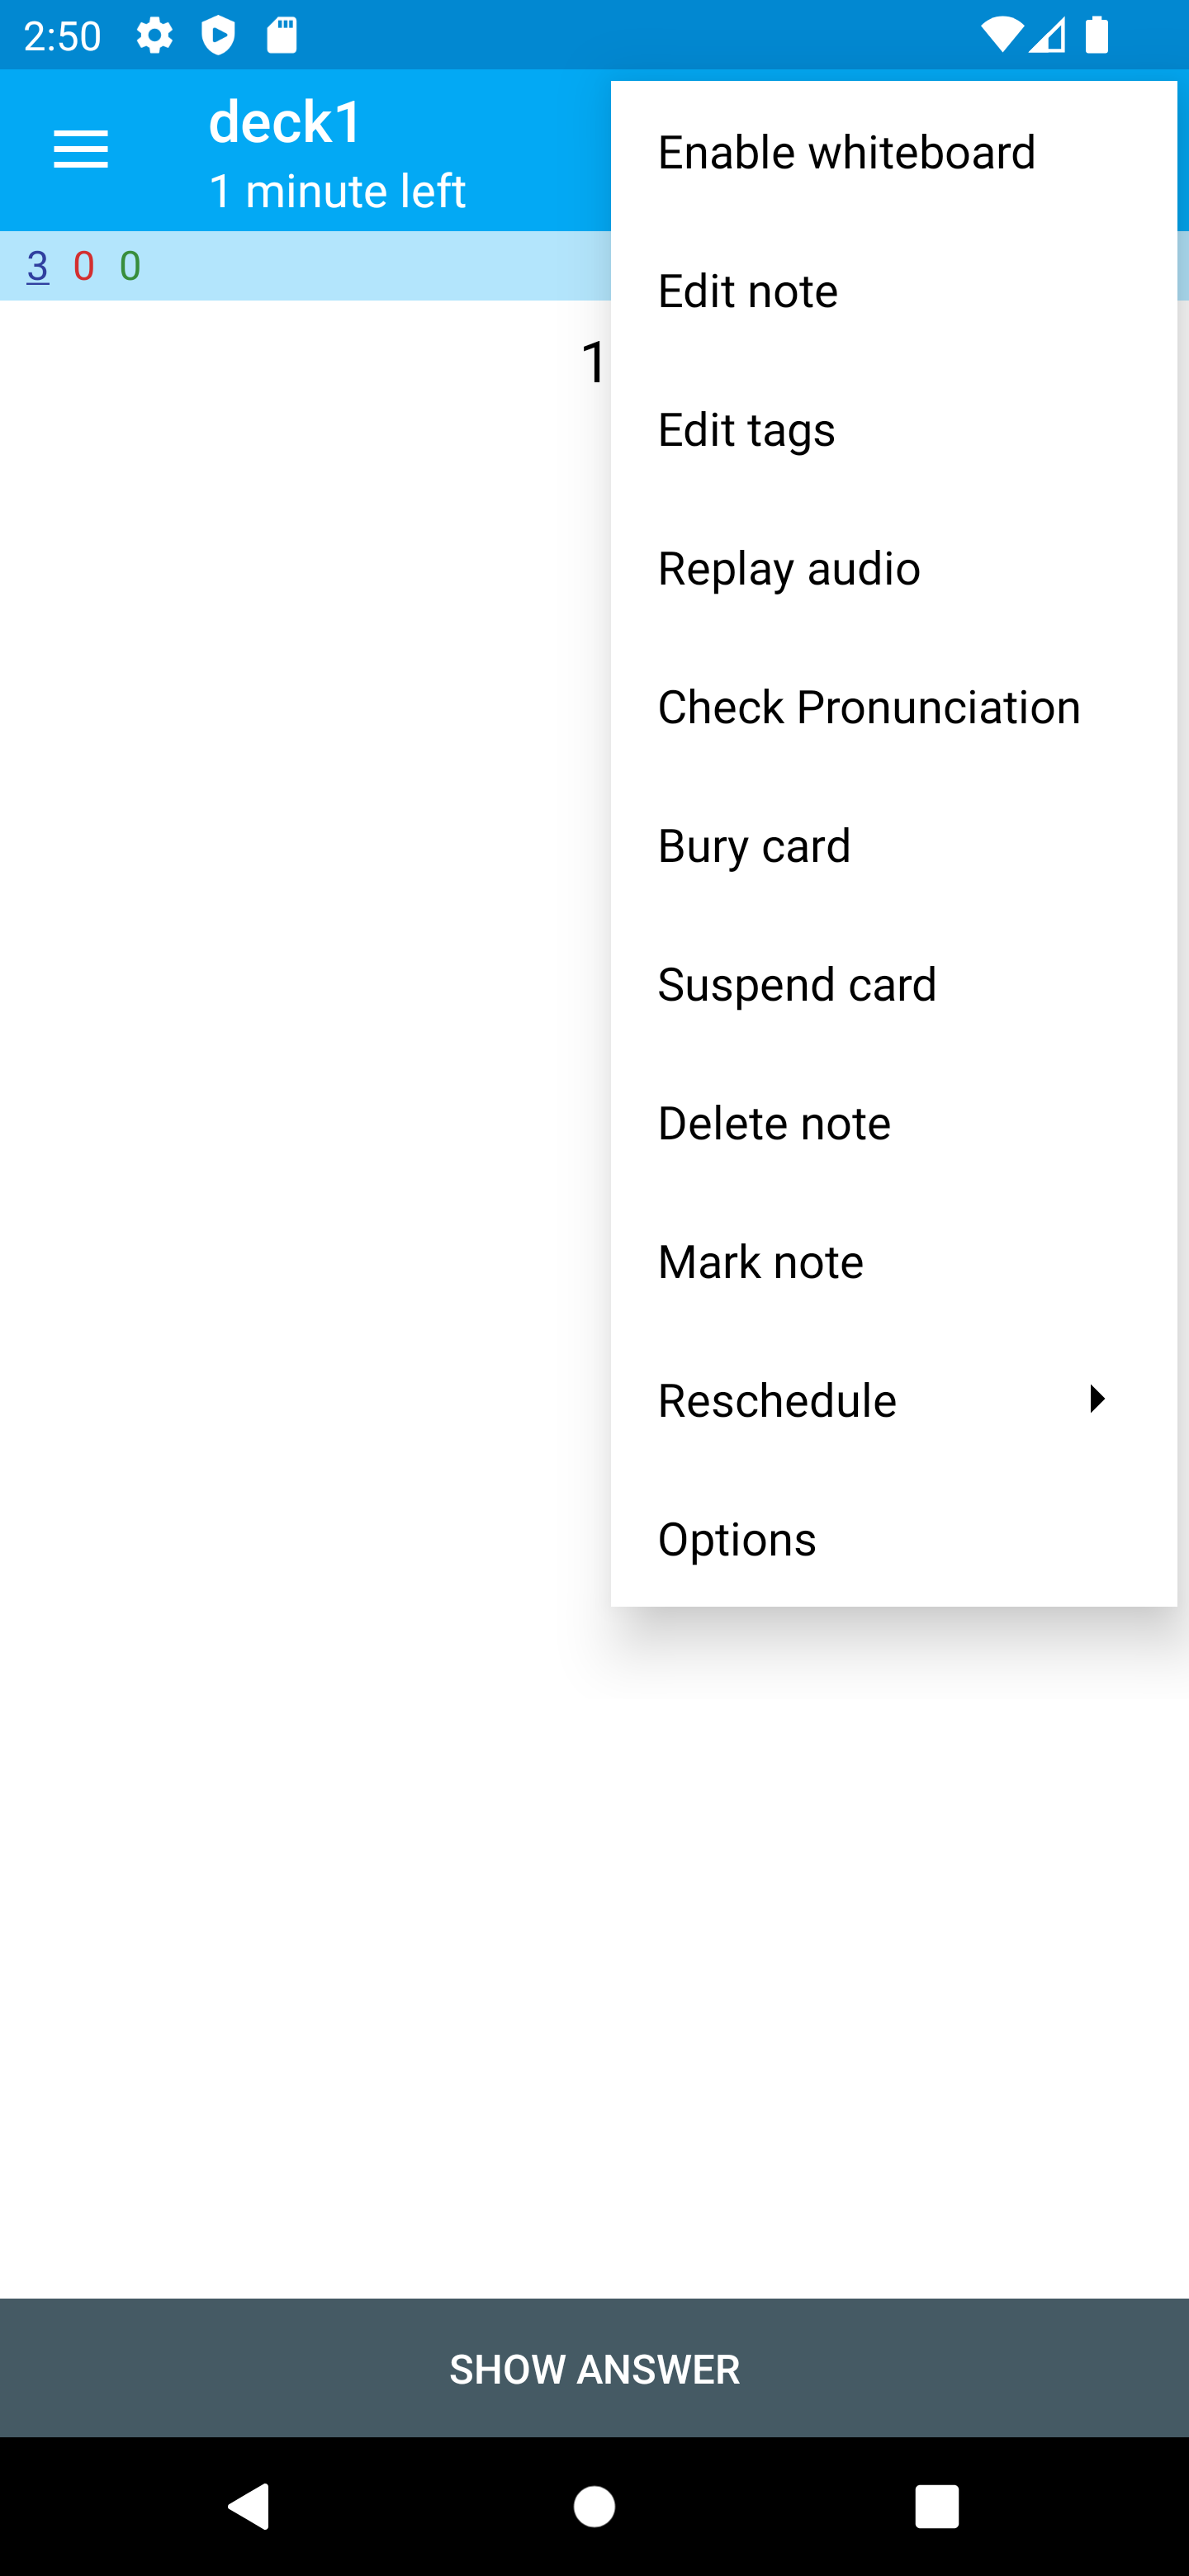 2:50
deck1
1 minute left
3 0 0
1
Enable whiteboard
Edit note
Edit tags
Replay audio
Check Pronunciation
Bury card
Suspend card
Delete note
Mark note
Reschedule
Options
SHOW ANSWER